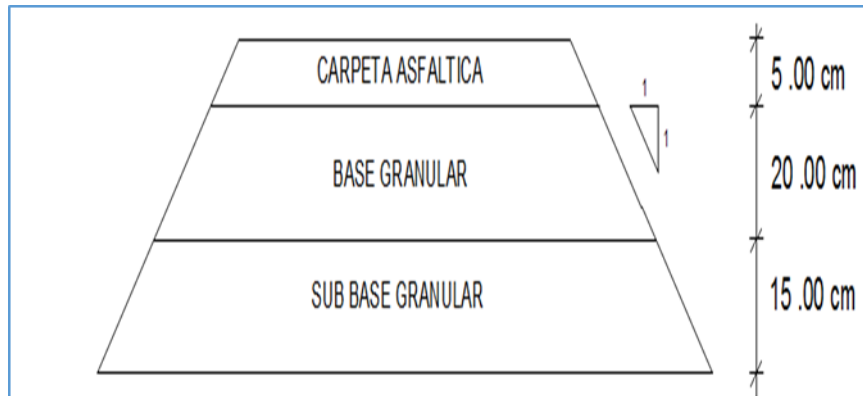 CARPETA ASFALTICA
5 .00 cm
1
1
BASE GRANULAR
20 .00 cm
SUB BASE GRANULAR
15 .00 cm